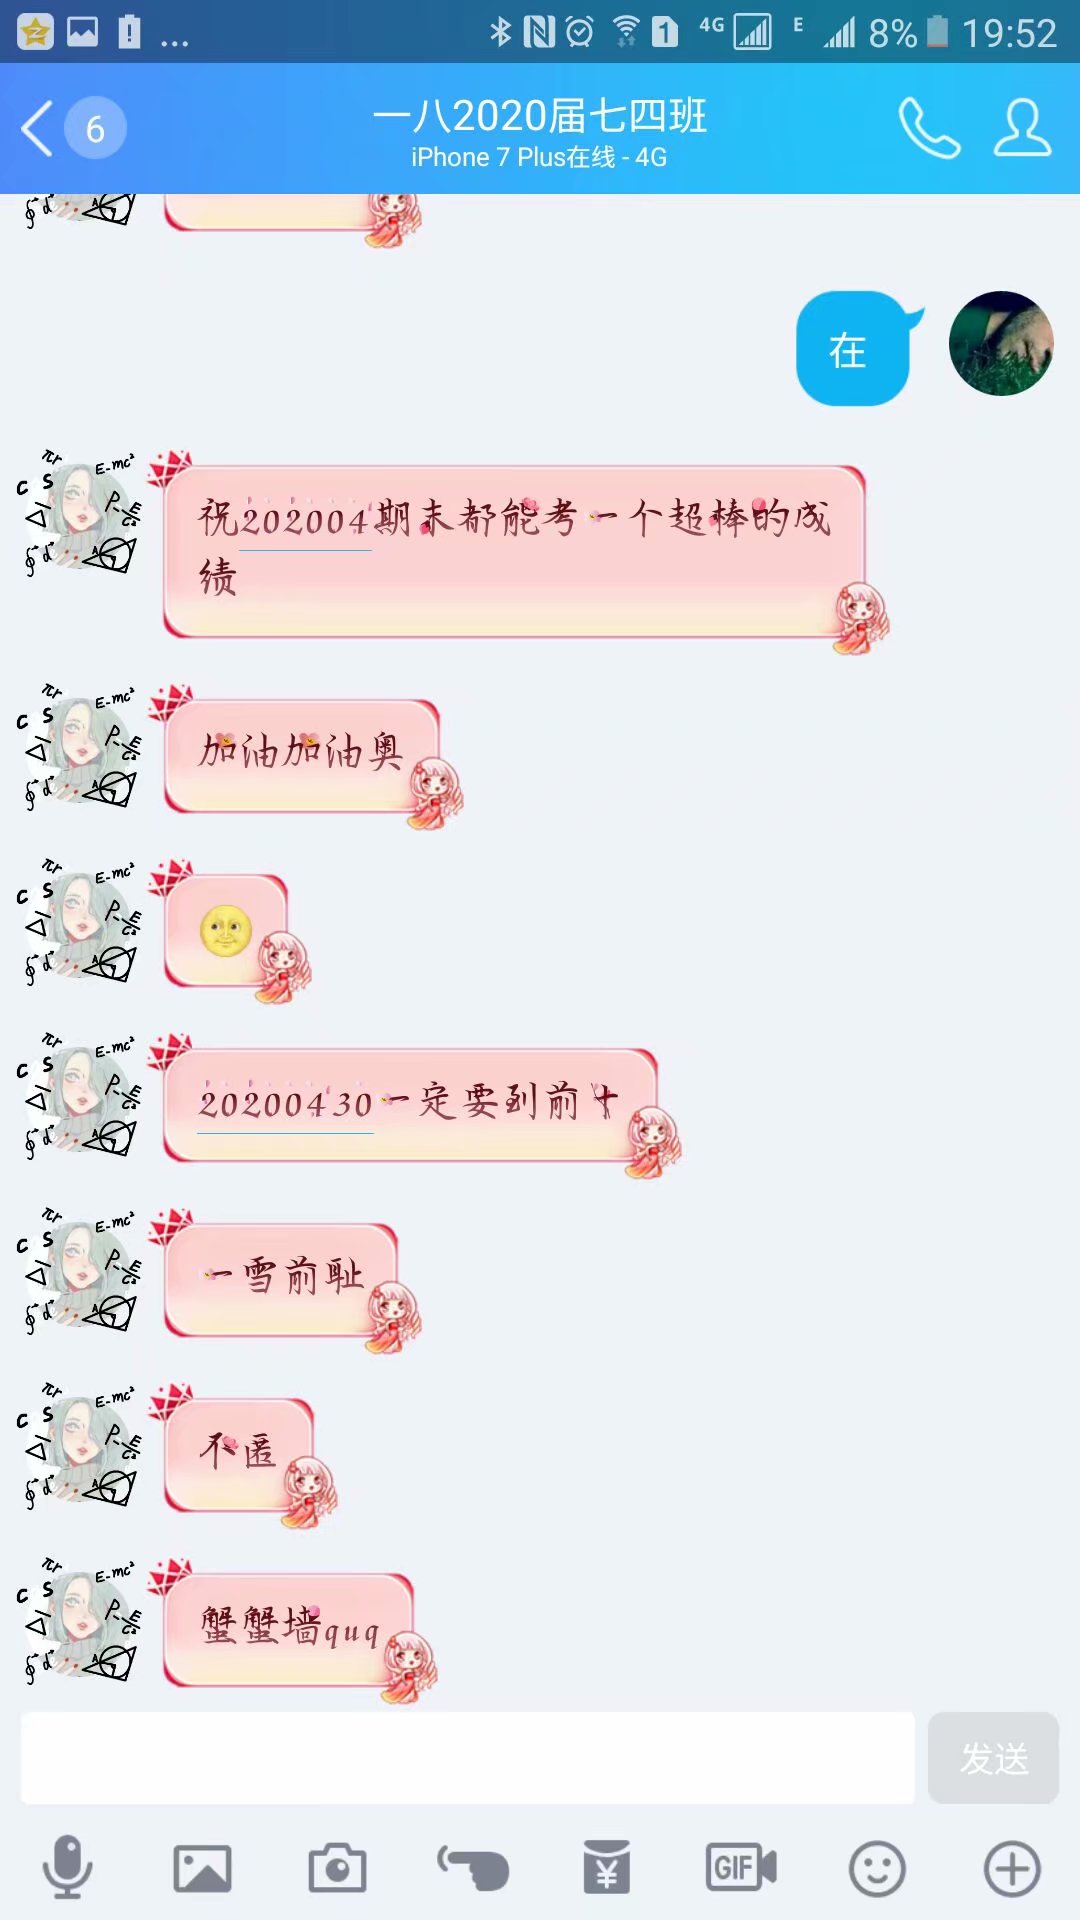 4G E 8% 19:52
6
一八2020届七四班
iPhone 7 Plus在线 - 4G
在
祝202004期末都能考一个超棒的成
绩
加油加油奥
20200430一定要到前十
一雪前耻
不匿
蟹蟹墙quq
发送
GIF